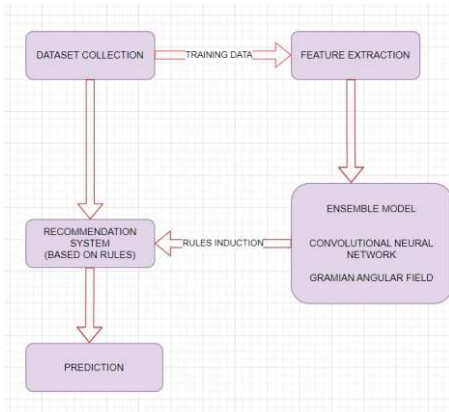 DATASET COLLECTION
TRAINING DATA
FEATURE EXTRACTION
ENSEMBLE MODEL
CONVOLUTIONAL NEURAL
NETWORK
GRAMIAN ANGULAR FIELD
RECOMMENDATION
SYSTEM
(BASED ON RULES)
RULES INDUCTION
PREDICTION